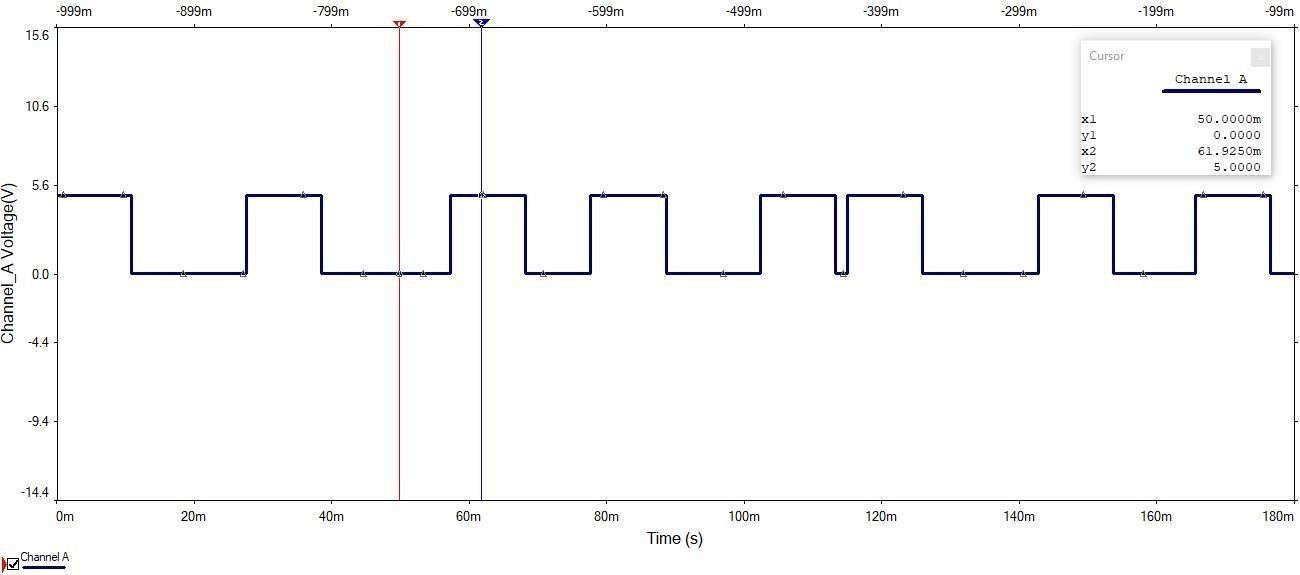 -999m -899m -799m -699m -599m -499m -399m -299m -199m -99m
15.6
10.6
5.6
0.0
-4.4
-9.4
-14.4
Channel_A Voltage(V)
1
2
Cursor
x
Channel A
x1 50.0000m
y1 0.0000
x2 61.9250m
y2 5.0000
0m 20m 40m 60m 80m 100m 120m 140m 160m 180m
Time (s)
Channel A